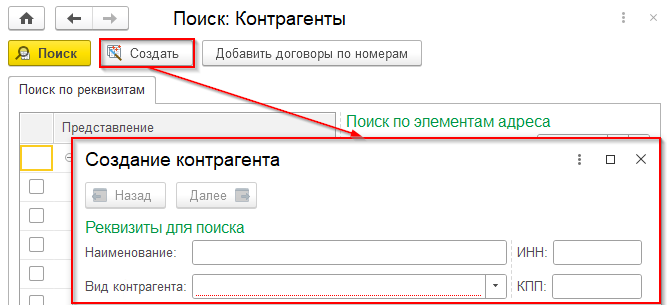 Поиск: Контрагенты
Поиск Создать Добавить договоры по номерам
Поиск по реквизитам
Представление Поиск по элементам адреса
Создание контрагента
Назад Далее
Реквизиты для поиска
Наименование: ИНН:
Вид контрагента: КПП: